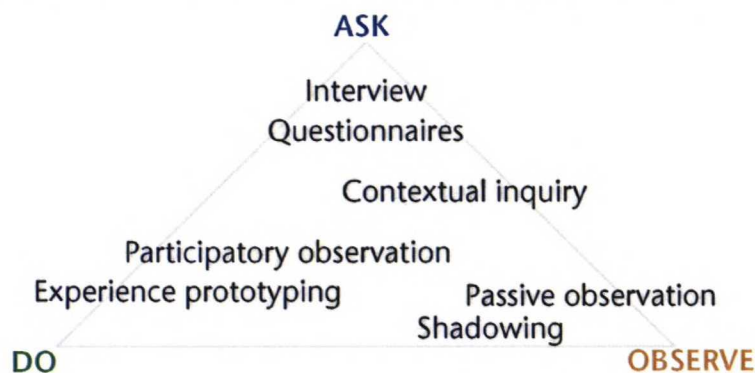 ASK
Interview
Questionnaires
Contextual inquiry
Participatory observation
Experience prototyping
Passive observation
Shadowing
DO
OBSERVE